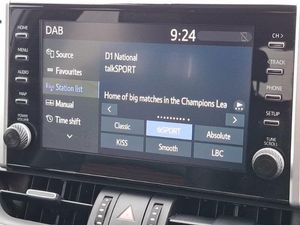 DAB
9:24
HOME
MENU
AUDIO
MAP
POWER
VOLUME
Source
Favourites
Station list
Manual
Time shift
D1 National
talkSPORT
Home of big matches in the Champions Lea
Classic
talkSPORT
Absolute
KISS
Smooth
LBC
CH >
< TRACK
PHONE
SETUP
TUNE
SCROLL